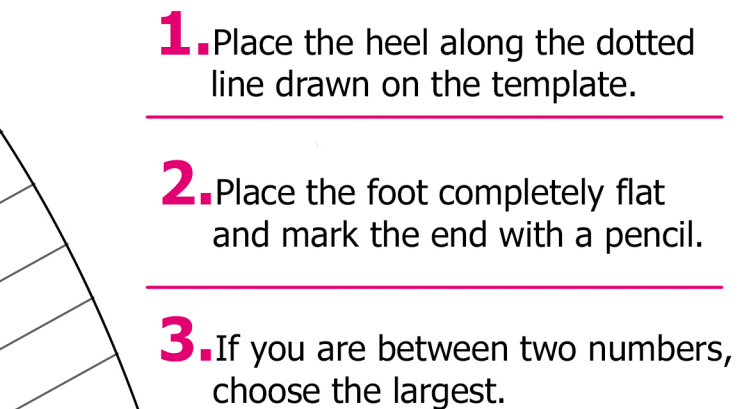 1.Place the heel along the dotted
line drawn on the template.
2.Place the foot completely flat
and mark the end with a pencil.
3.If you are between two numbers,
choose the largest.